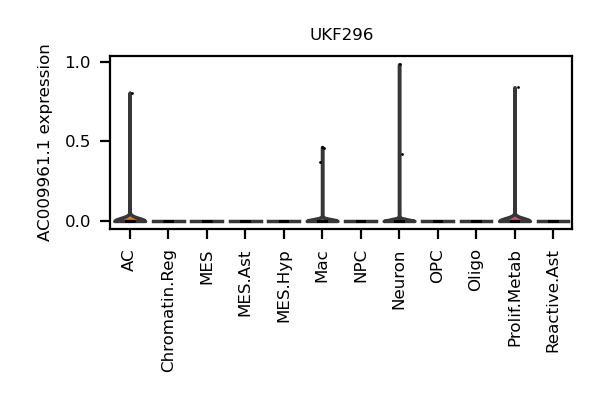 UKF296
AC009961.1 expression
1.0
0.5
0.0
AC
Chromatin.Reg
MES
MES.Ast
MES.Hyp
Mac
NPC
Neuron
OPC
Oligo
Prolif.Metab
Reactive.Ast